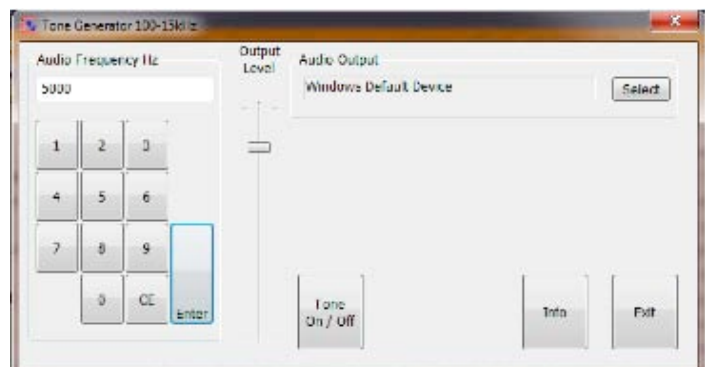 Tone Generator 100-15kHz
Audio Frequency Hz
5000
1 2 3
4 5 6
7 8 9
0 CE Enter
Output
Level
Audio Output
Windows Default Device
Select
Tone
On / Off
Info
Exit